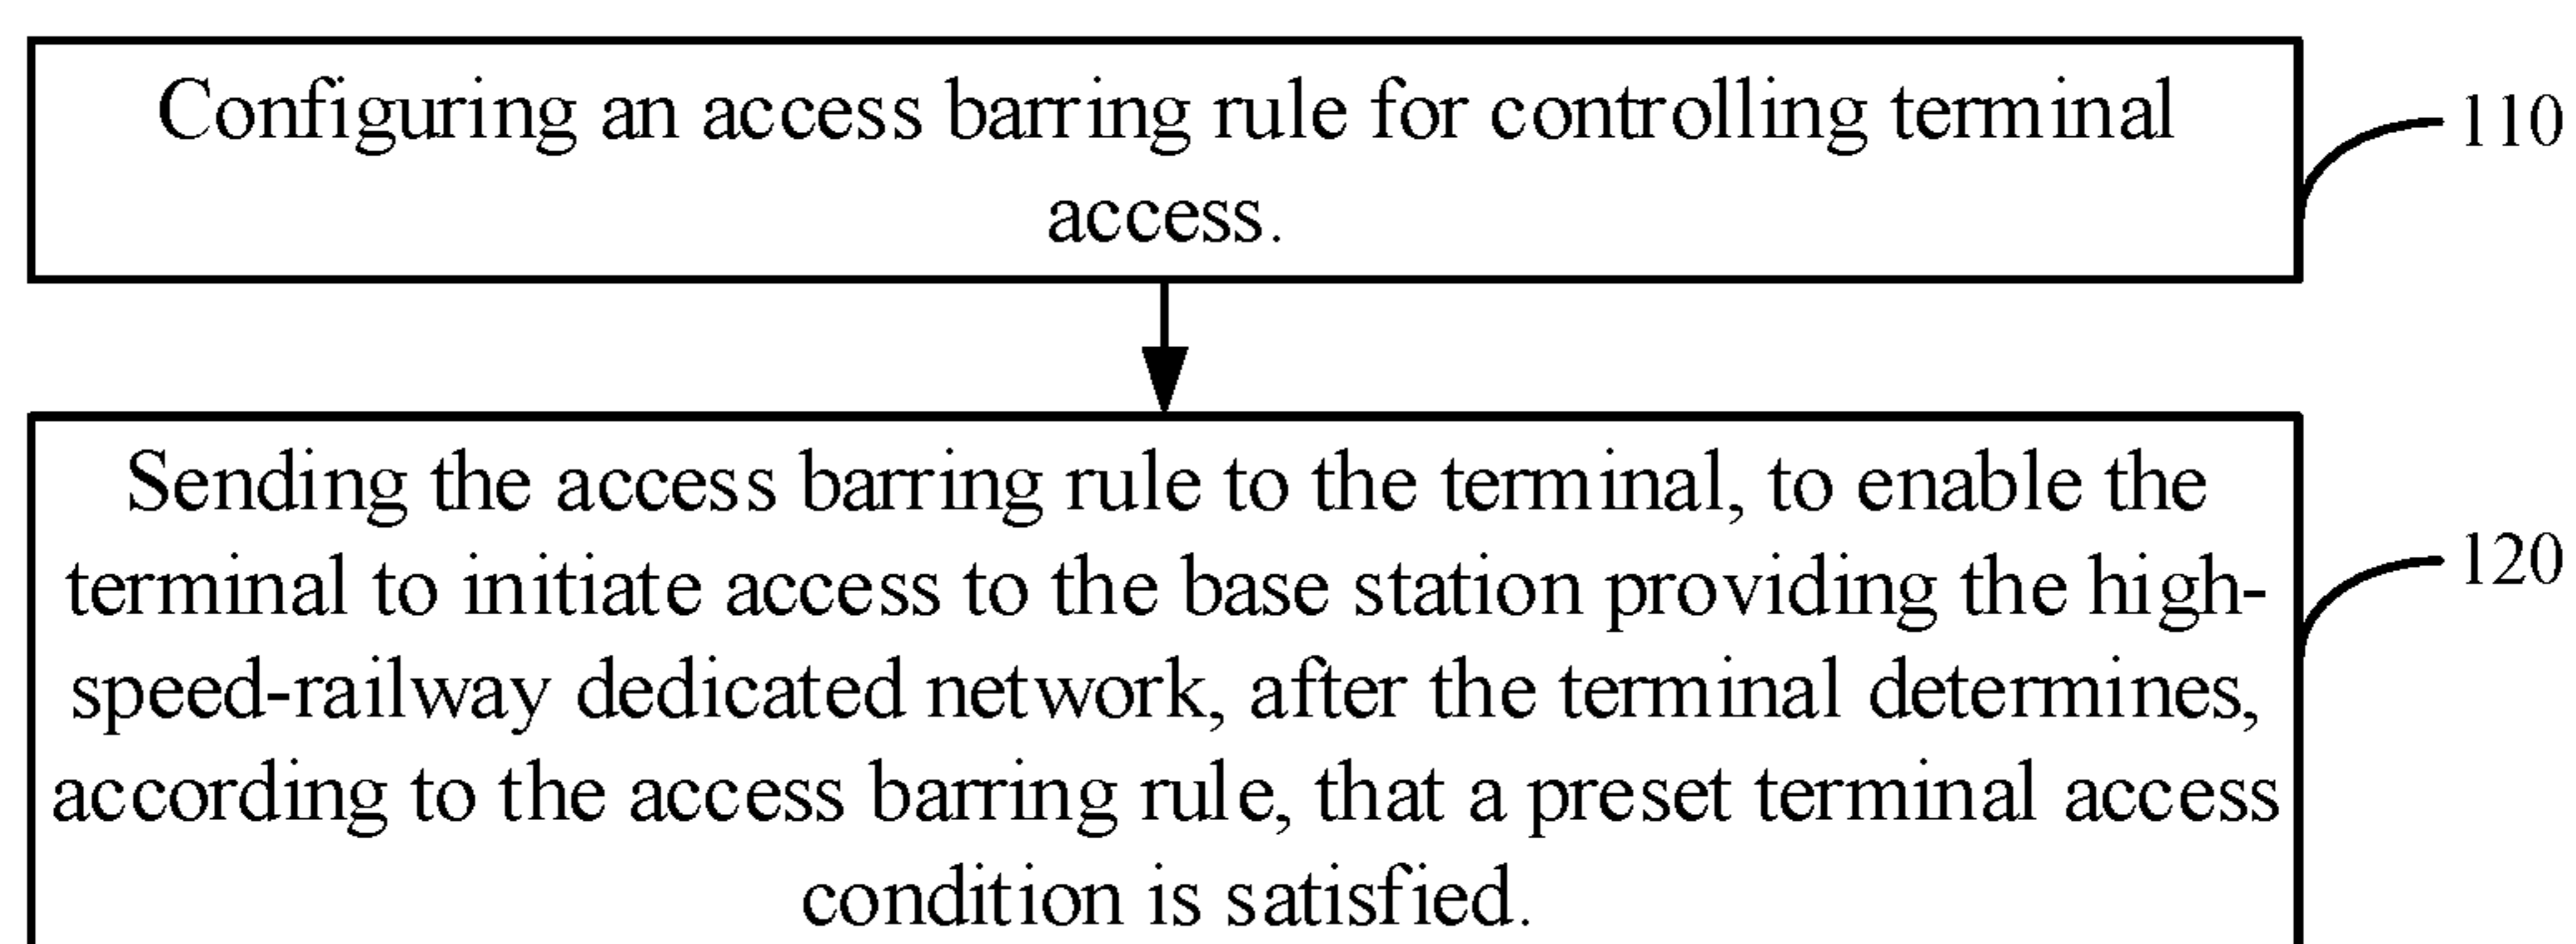 Configuring an access barring rule for controlling terminal
access.
110
Sending the access barring rule to the terminal, to enable the
terminal to initiate access to the base station providing the high-
speed-railway dedicated network, after the terminal determines,
according to the access barring rule, that a preset terminal access
condition is satisfied.
120